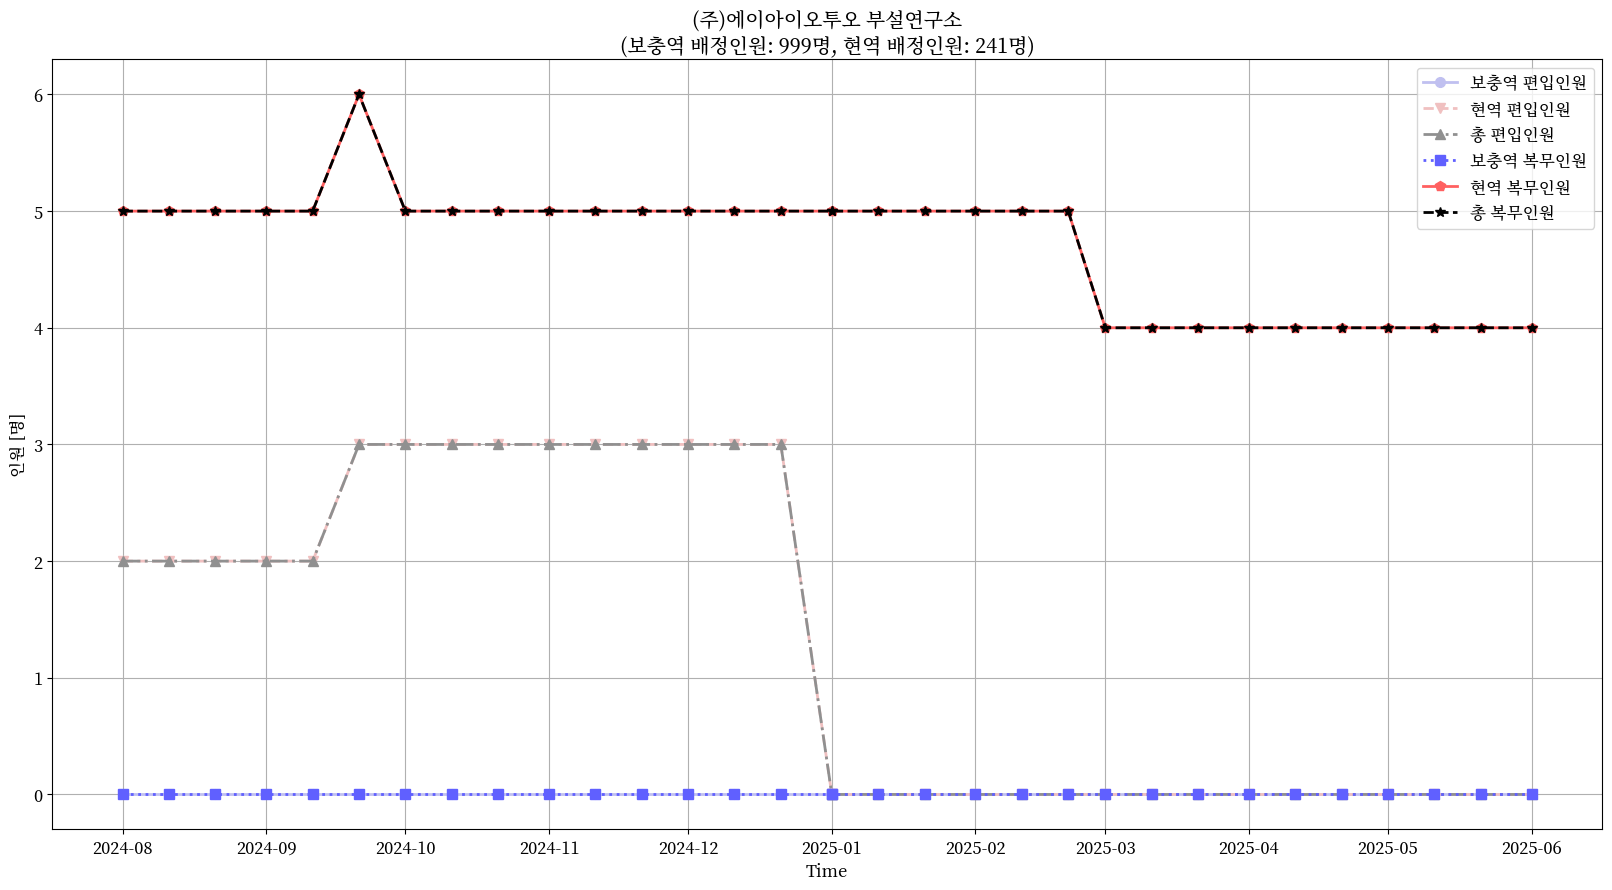 (주)에이아이오투오 부설연구소
(보충역 배정인원: 999명, 현역 배정인원: 241명)
보충역 편입인원
현역 편입인원
총 편입인원
보충역 복무인원
현역 복무인원
총 복무인원
인원 [명]
6
5
4
3
2
1
0
2024-08 2024-09 2024-10 2024-11 2024-12 2025-01 2025-02 2025-03 2025-04 2025-05 2025-06
Time